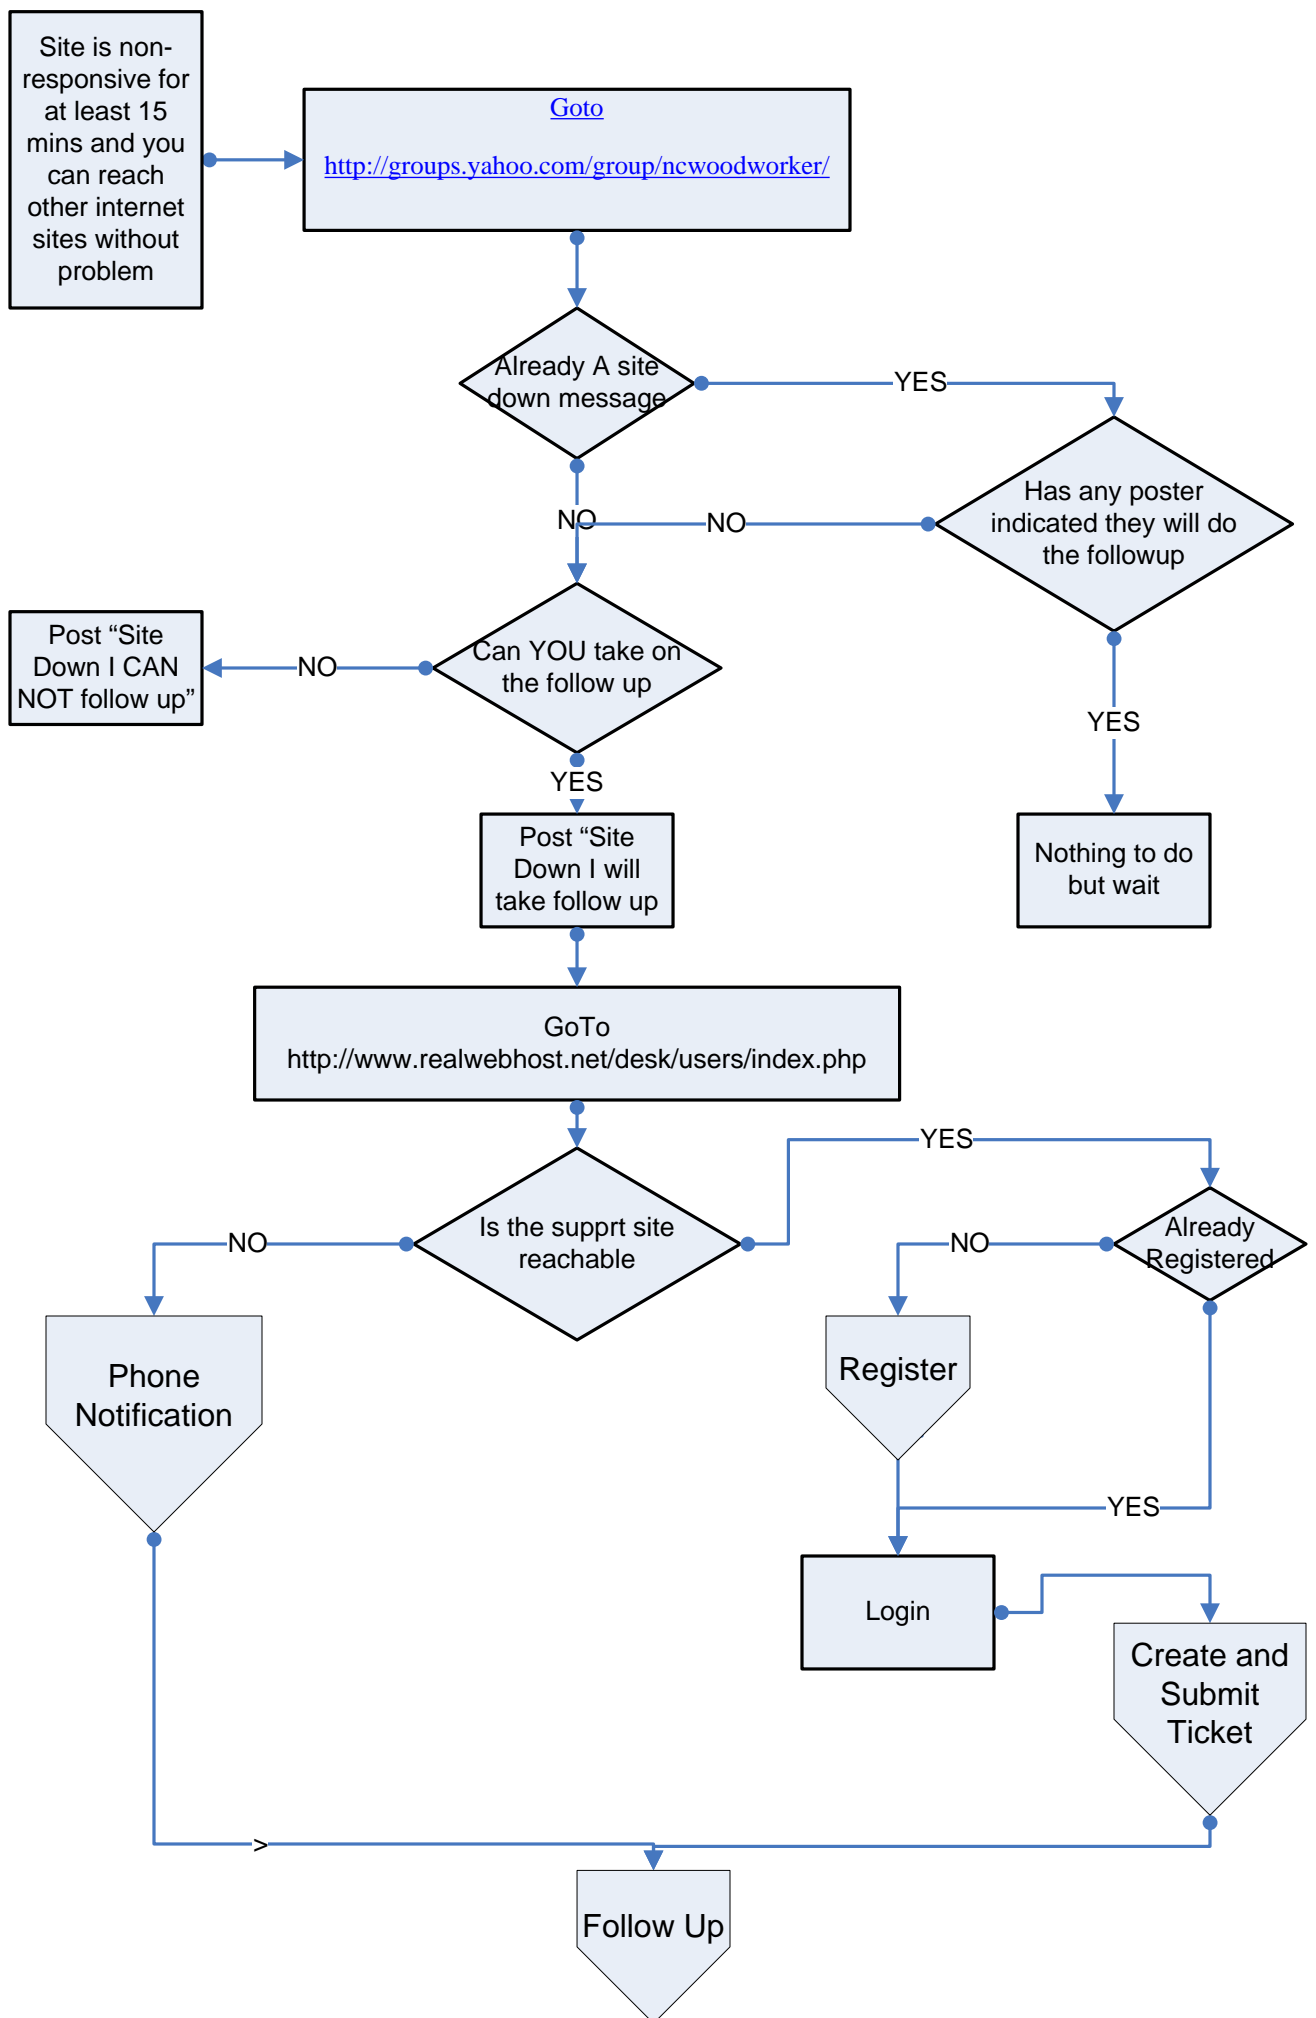 Site is non-
responsive for
at least 15
mins and you
can reach
other internet
sites without
problem
Goto
http://groups.yahoo.com/group/ncwoodworker/
Already A site
down message
YES
Has any poster
indicated they will do
the followup
NO
NO
Can YOU take on
the follow up
NO
Post “Site
Down I CAN
NOT follow up”
YES
YES
Post “Site
Down I will
take follow up
Nothing to do
but wait
GoTo
http://www.realwebhost.net/desk/users/index.php
YES
Is the supprt site
reachable
NO
Already
Registered
NO
Phone
Notification
Register
YES
Login
Create and
Submit
Ticket
>
Follow Up